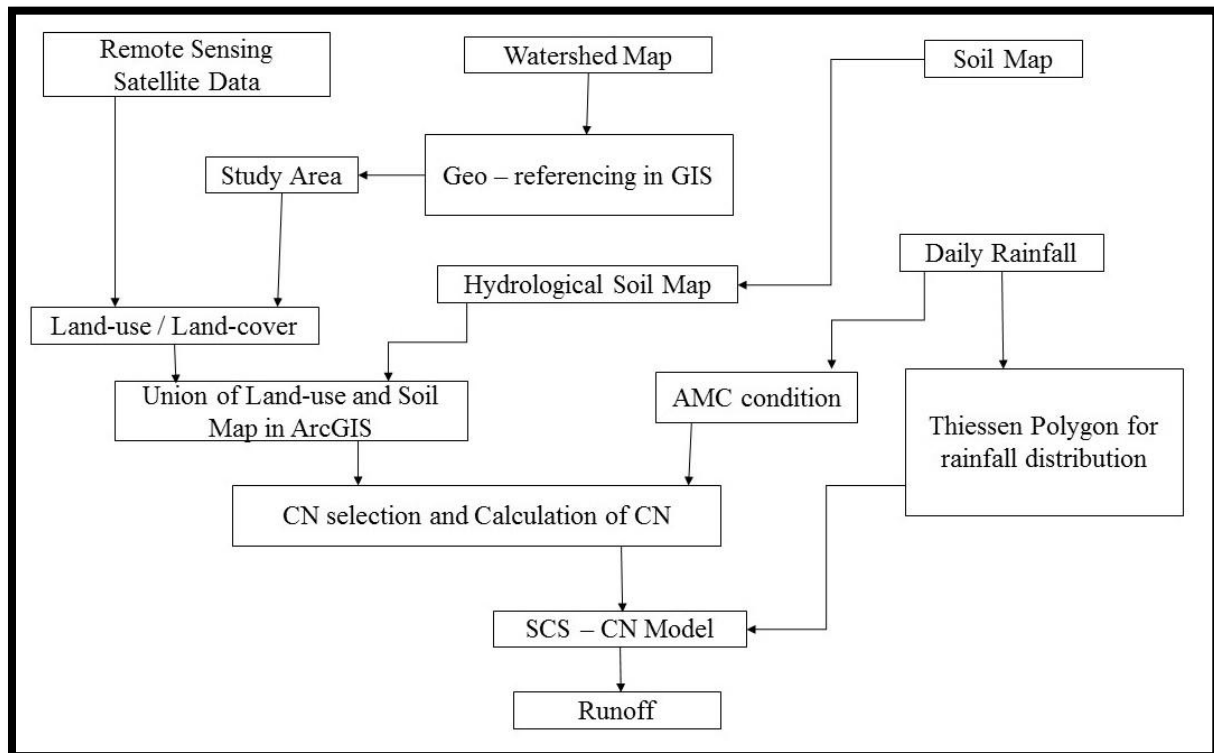 Remote Sensing
Satellite Data
Watershed Map
Soil Map
Study Area
Geo – referencing in GIS
Daily Rainfall
Hydrological Soil Map
Land-use / Land-cover
Union of Land-use and Soil
Map in ArcGIS
AMC condition
Thiessen Polygon for
rainfall distribution
CN selection and Calculation of CN
SCS – CN Model
Runoff